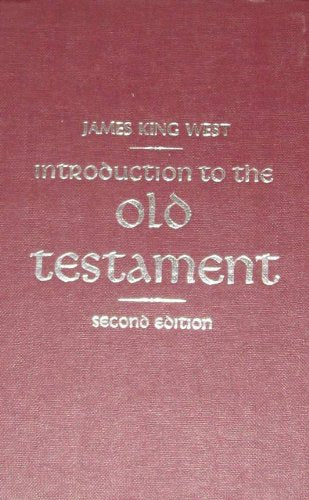 JAMES KING WEST
INTRODUCTION TO THE
OLD
TESTAMENT
SECOND EDITION